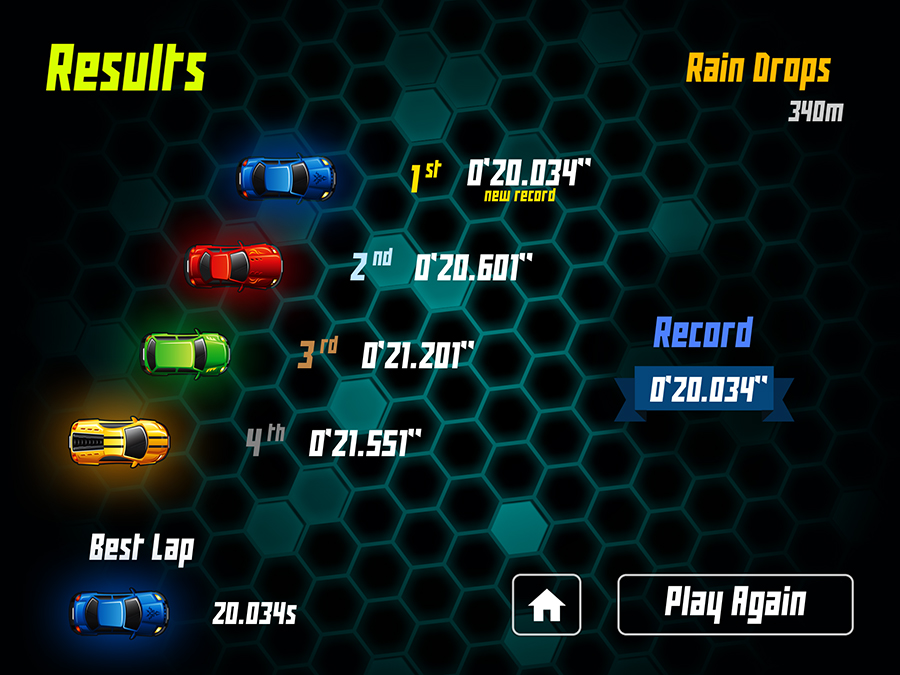 Results
Rain Drops
340m
1st 0'20.034"
new record
2nd 0'20.601"
3rd 0'21.201"
4th 0'21.551"
Record
0'20.034"
Best Lap
20.034s
Play Again